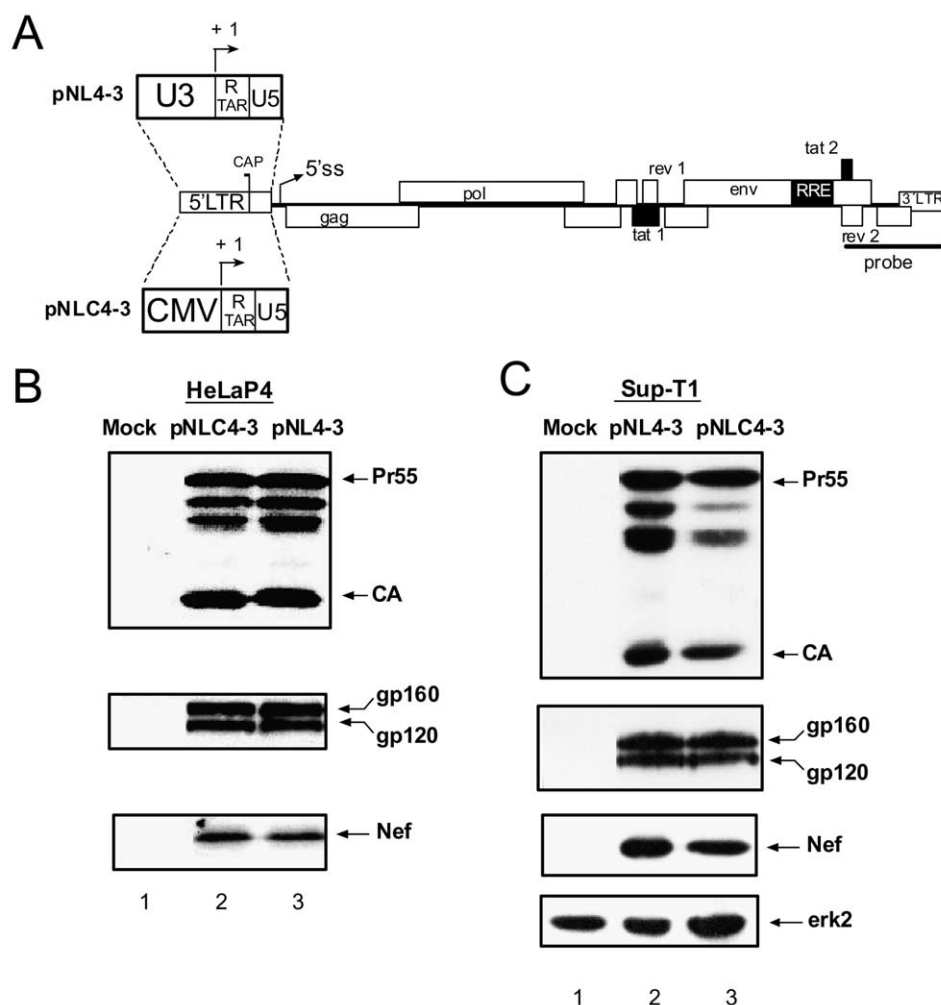 A
+ 1
pNL4-3
U3
R
TAR
U5
CAP
5'ss
5'LTR
gag
pol
rev 1
tat 1
env
RRE
tat 2
3'LTR
rev 2
probe
+ 1
pNLC4-3
CMV
R
TAR
U5
B
HeLaP4
Mock pNLC4-3 pNL4-3
Pr55
CA
gp160
gp120
Nef
1 2 3
C
Sup-T1
Mock pNL4-3 pNLC4-3
Pr55
CA
gp160
gp120
Nef
erk2
1 2 3